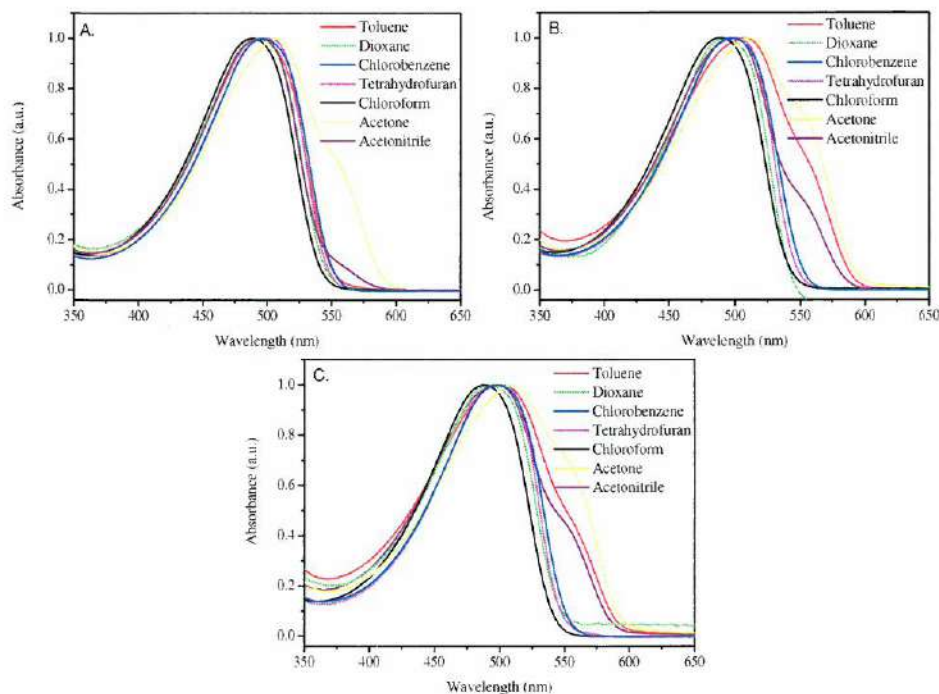 A.
Toluene
Dioxane
Chlorobenzene
Tetrahydrofuran
Chloroform
Acetone
Acetonitrile
Absorbance (a.u.)
1.0
0.8
0.6
0.4
0.2
0.0
350 400 450 500 550 600 650
Wavelength (nm)
B.
Toluene
Dioxane
Chlorobenzene
Tetrahydrofuran
Chloroform
Acetone
Acetonitrile
Absorbance (a.u.)
1.0
0.8
0.6
0.4
0.2
0.0
350 400 450 500 550 600 650
Wavelength (nm)
C.
Toluene
Dioxane
Chlorobenzene
Tetrahydrofuran
Chloroform
Acetone
Acetonitrile
Absorbance (a.u.)
1.0
0.8
0.6
0.4
0.2
0.0
350 400 450 500 550 600 650
Wavelength (nm)